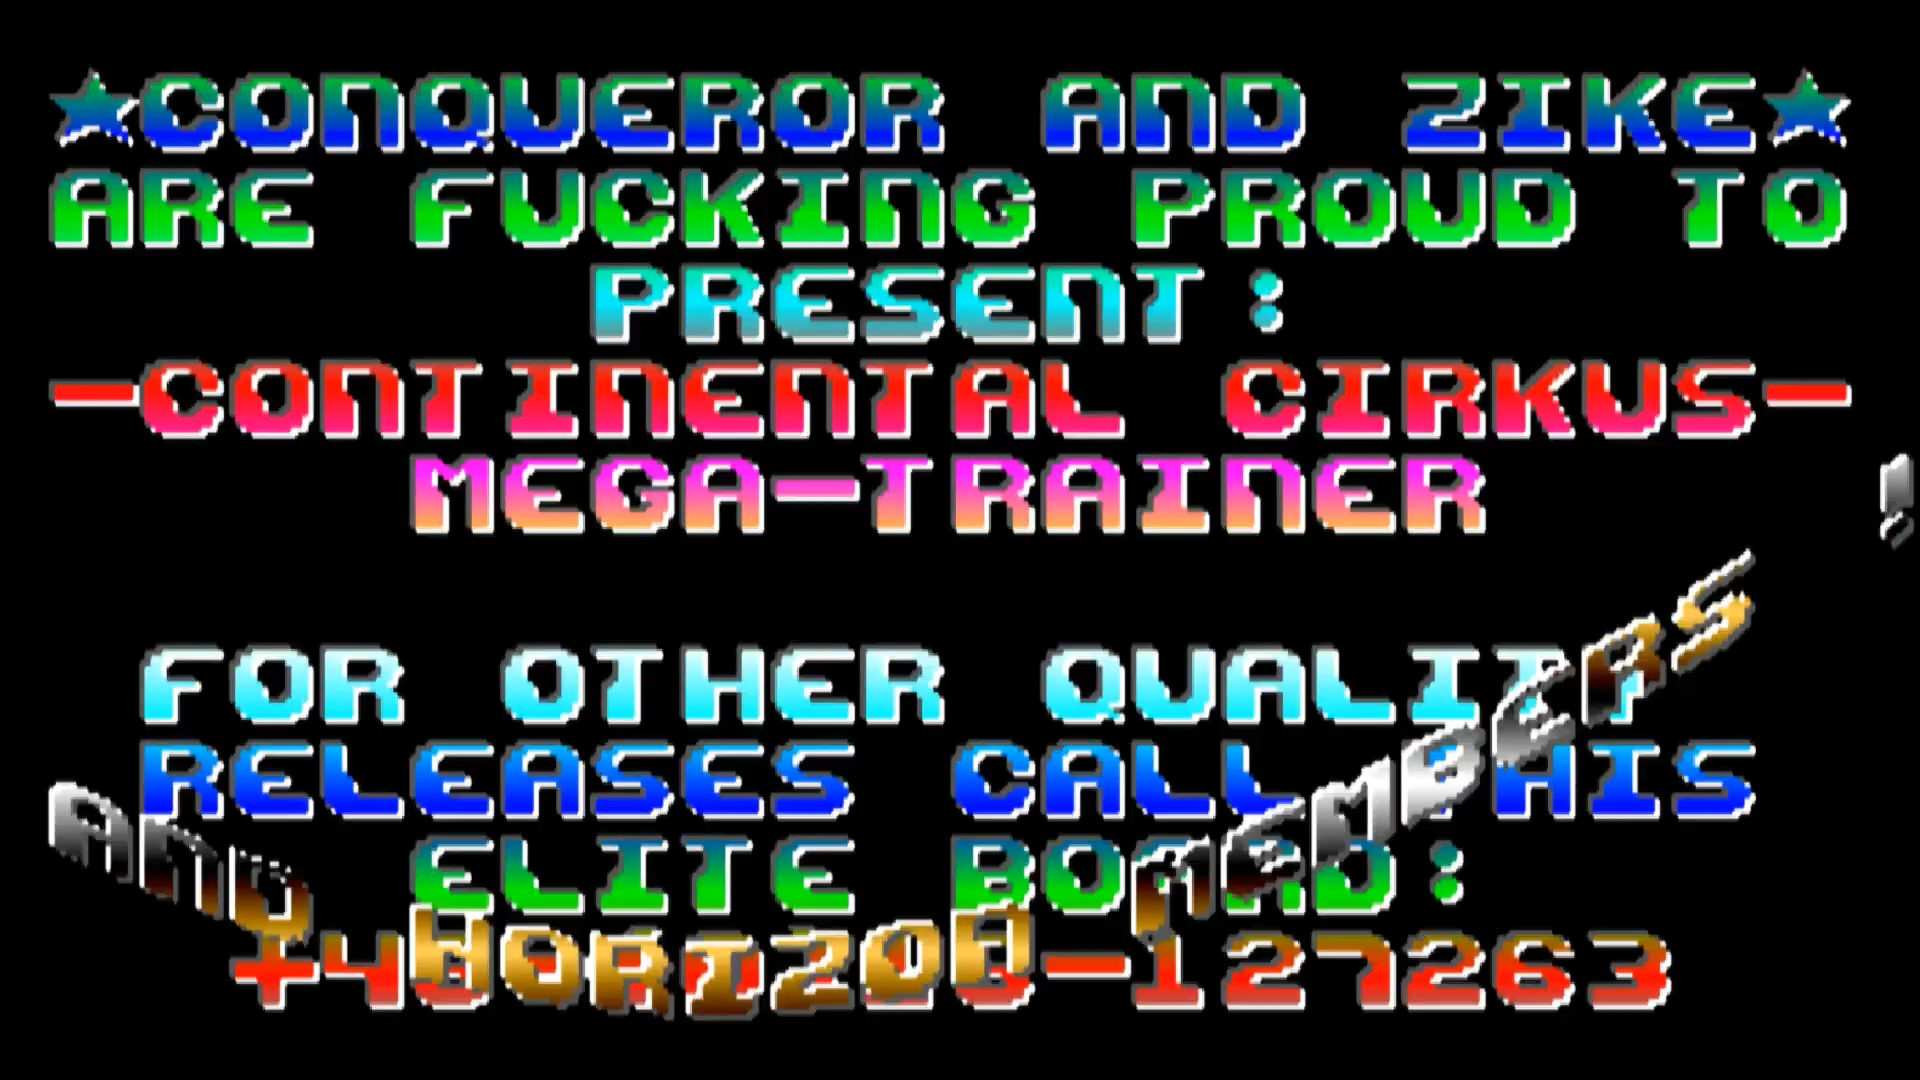 ★CONQUEROR AND ZIKE★
ARE FUCKING PROUD TO
PRESENT:
-CONTINENTAL CIRKUS-
MEGA-TRAINER
FOR OTHER QUALITY
RELEASES CALL THIS
ELITE BOARD:
AND HORIZON MEMBERS !